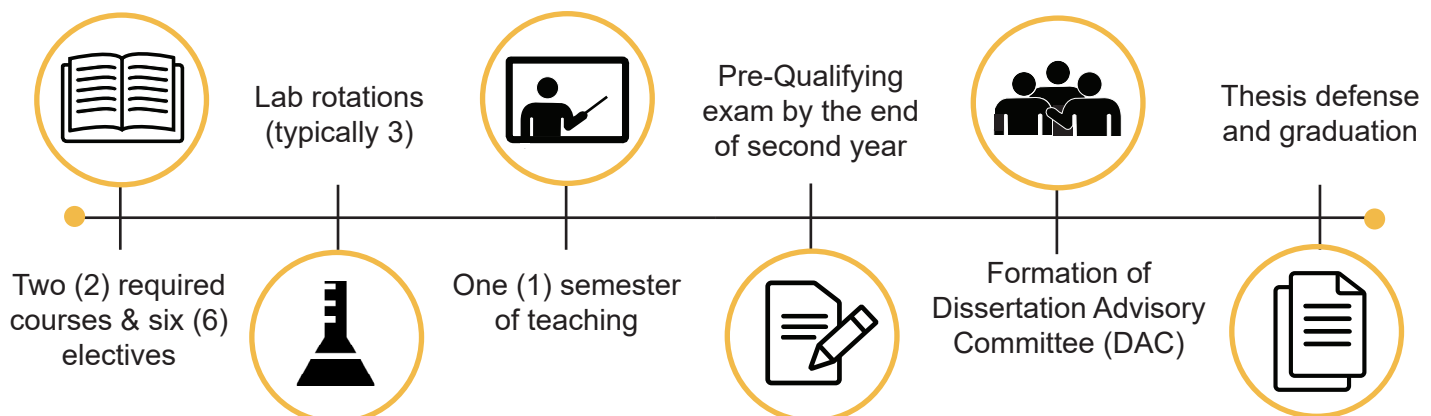 Two (2) required
courses & six (6)
electives
Lab rotations
(typically 3)
One (1) semester
of teaching
Pre-Qualifying
exam by the end
of second year
Formation of
Dissertation Advisory
Committee (DAC)
Thesis defense
and graduation